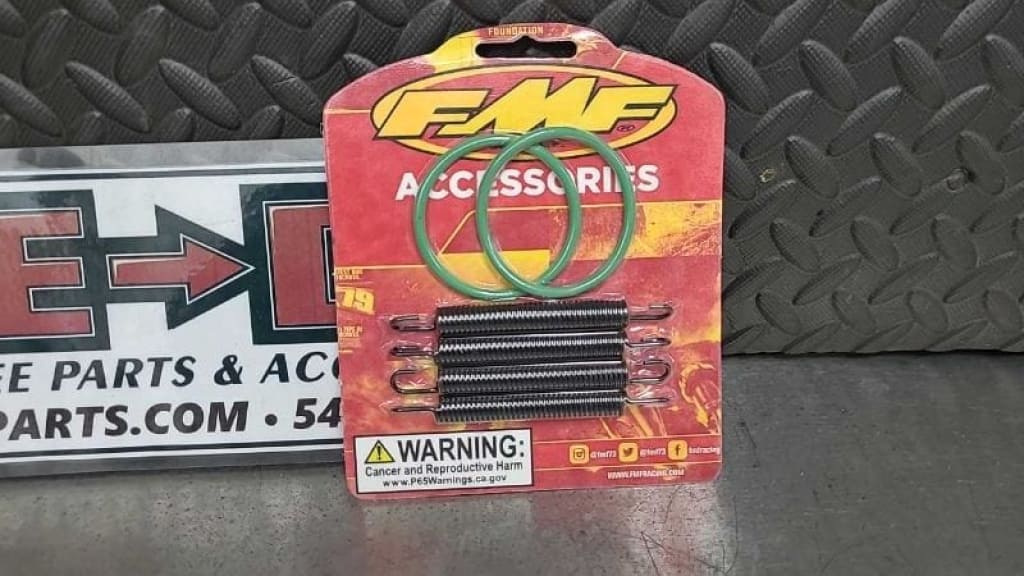 FOUNDATION
FMF
®
ACCESSORIES
79
EE PARTS & ACC
PARTS.COM • 54
WARNING:
Cancer and Reproductive Harm
www.P65Warnings.ca.gov
@fmf73 @fmf73 fmfracing
WWW.FMFRACING.COM